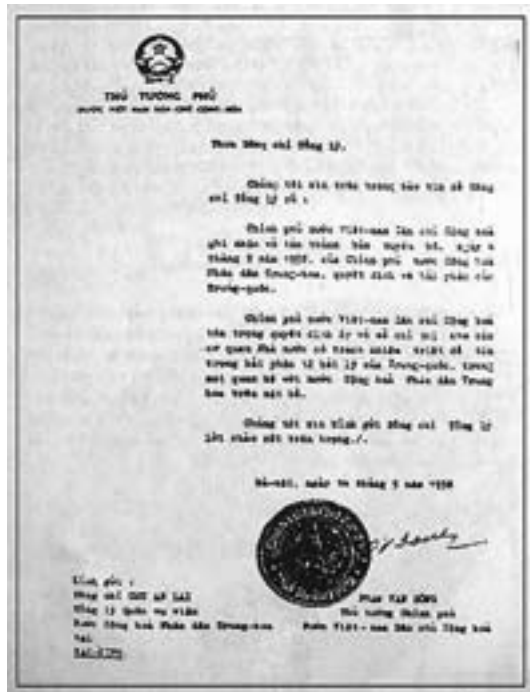 THỦ TƯỚNG PHỦ
NƯỚC VIỆT NAM DÂN CHỦ CỘNG HÒA
Thưa Đồng chí Tổng lý,
Chúng tôi xin trân trọng báo tin để Đồng
chí Tổng lý rõ :
Chính phủ nước Việt-nam Dân chủ Cộng hoà
ghi nhận và tán thành bản tuyên bố, ngày 4
tháng 9 năm 1958, của Chính phủ nước Cộng hoà
Nhân dân Trung-hoa, quyết định về hải phận của
Trung-quốc.
Chính phủ nước Việt-nam Dân chủ Cộng hoà
tôn trọng quyết định ấy và sẽ chỉ thị cho các
cơ quan Nhà nước có trách nhiệm triệt để tôn
trọng hải phận 12 hải lý của Trung-quốc, trong
mọi quan hệ với nước Cộng hoà Nhân dân Trung
hoa trên mặt bể.
Chúng tôi xin kính gửi Đồng chí Tổng lý
lời chào rất trân trọng./.
Hà-nội, ngày 14 tháng 9 năm 1958
PHẠM VĂN ĐỒNG
Thủ tướng Chính phủ
Nước Việt-nam Dân chủ Cộng hoà
Kính gửi :
Đồng chí CHU AN LAI
Tổng lý Quốc vụ viện
Nước Cộng hoà Nhân dân Trung-hoa
tại
BẮC-KINH